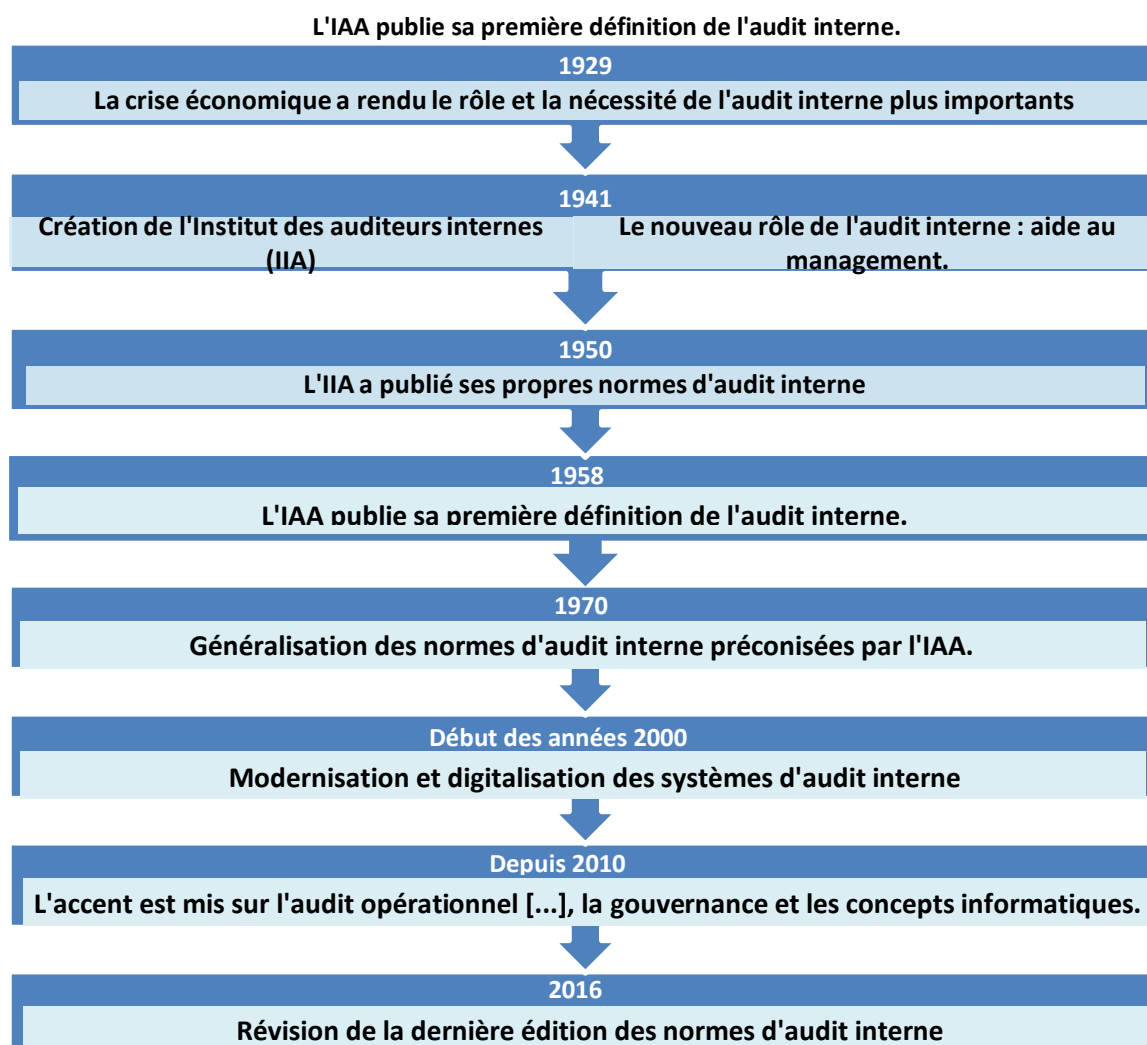 L'IAA publie sa première définition de l'audit interne.
1929
La crise économique a rendu le rôle et la nécessité de l'audit interne plus importants
1941
Création de l'Institut des auditeurs internes
(IIA)
Le nouveau rôle de l'audit interne : aide au
management.
1950
L'IIA a publié ses propres normes d'audit interne
1958
L'IAA publie sa première définition de l'audit interne.
1970
Généralisation des normes d'audit interne préconisées par l'IAA.
Début des années 2000
Modernisation et digitalisation des systèmes d'audit interne
Depuis 2010
L'accent est mis sur l'audit opérationnel [...], la gouvernance et les concepts informatiques.
2016
Révision de la dernière édition des normes d'audit interne